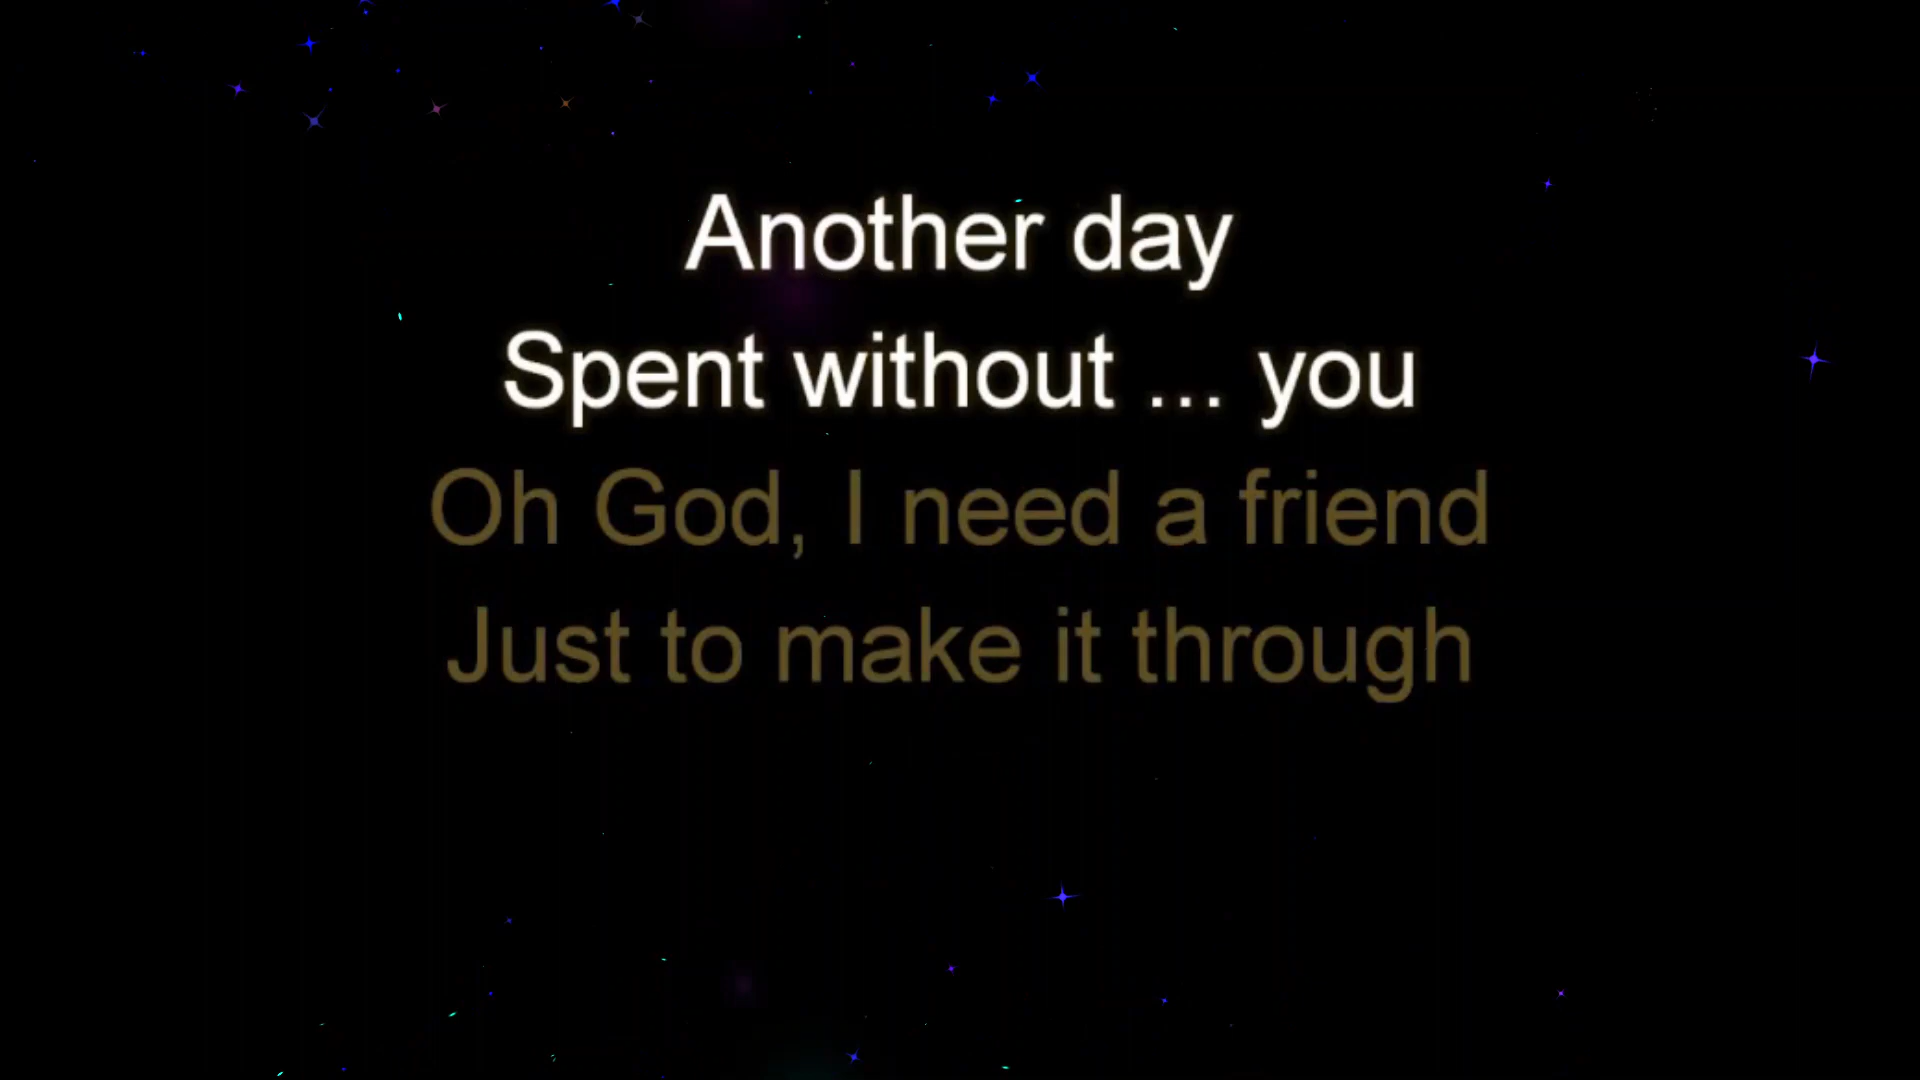 Another day
Spent without ... you
Oh God, I need a friend
Just to make it through